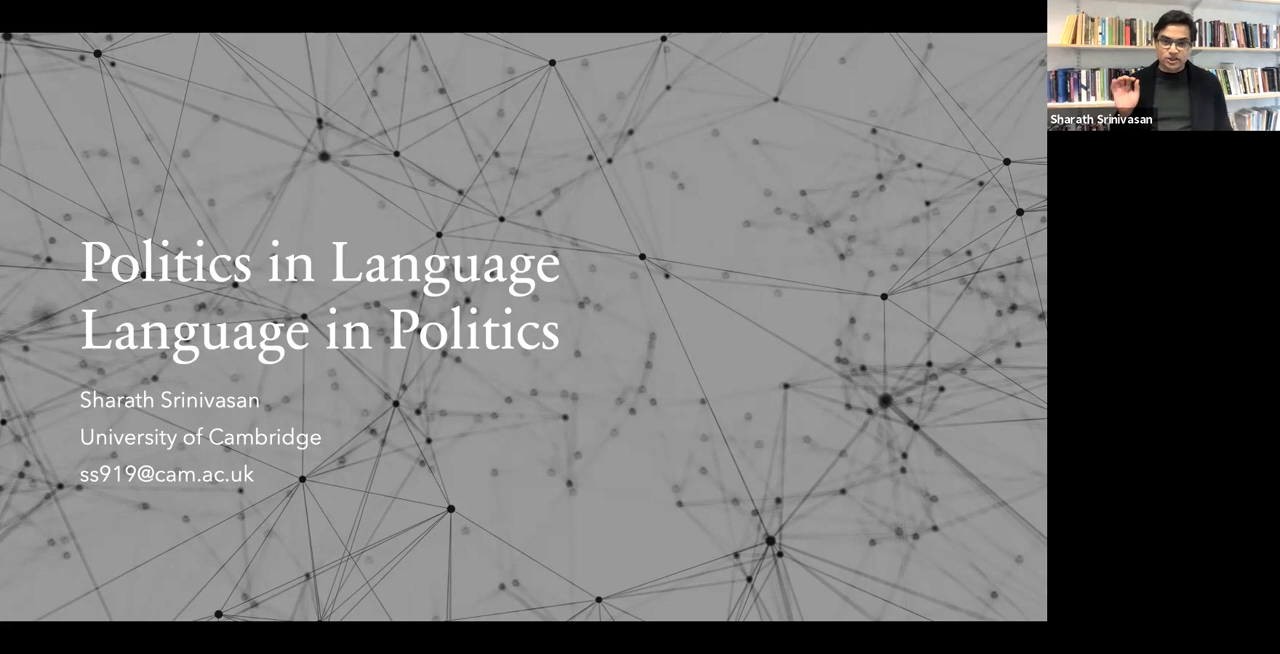 Politics in Language
Language in Politics
Sharath Srinivasan
University of Cambridge
ss919@cam.ac.uk
Sharath Srinivasan